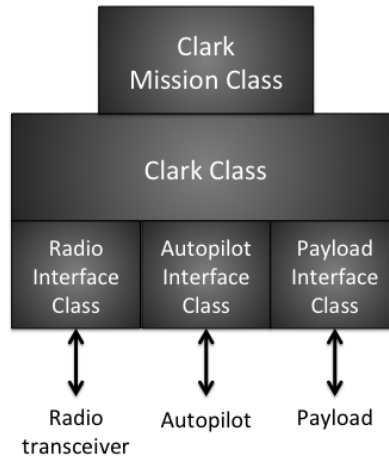 Clark
Mission Class
Clark Class
Radio
Interface
Class
Autopilot
Interface
Class
Payload
Interface
Class
Radio
transceiver
Autopilot
Payload